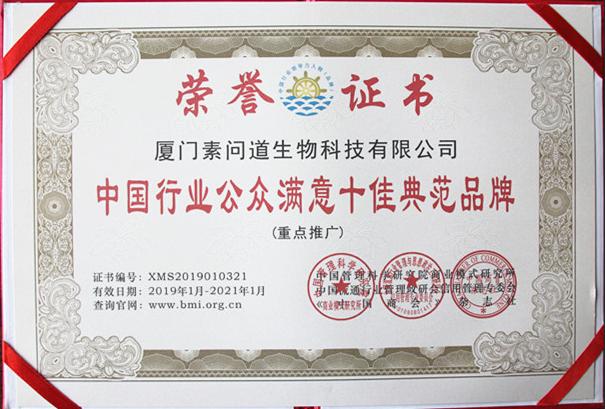 荣誉证书
厦门素问道生物科技有限公司
中国行业公众满意十佳典范品牌
(重点推广)
证书编号：XMS2019010321
有效日期：2019年1月-2021年1月
查询官网：www.bmi.org.cn
中国管理科学研究院商业模式研究所
中国流通行业管理政研会信用管理专委会
《中国商会》杂志社